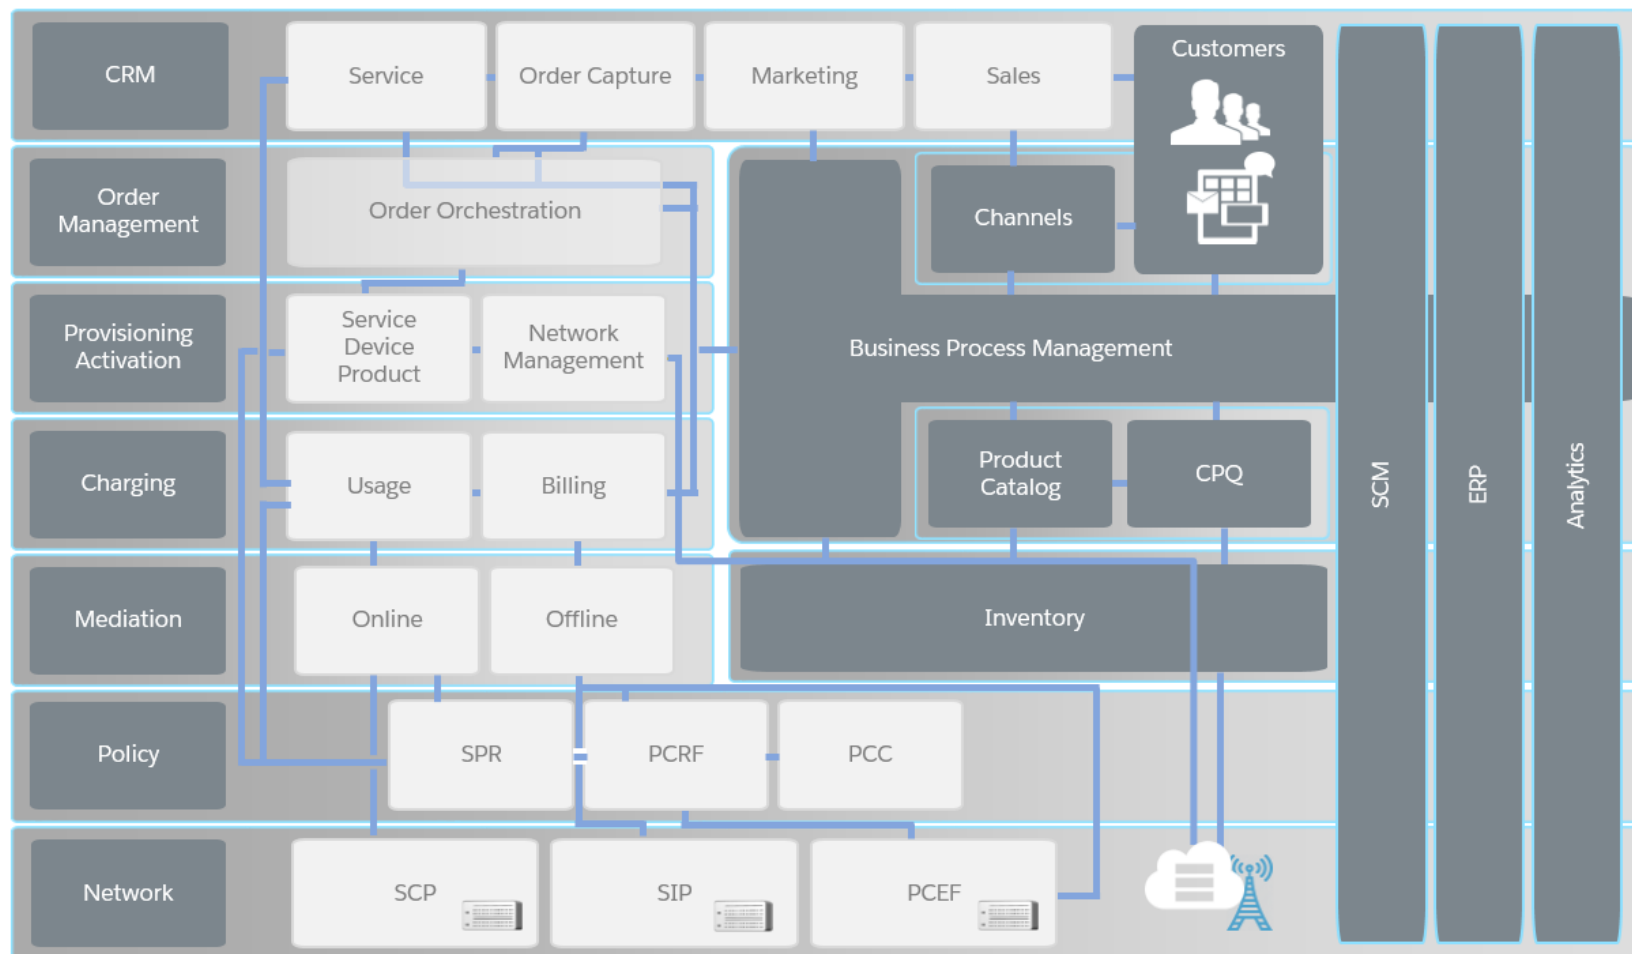 CRM
Service
Order Capture
Marketing
Sales
Customers
Order
Management
Order Orchestration
Channels
Provisioning
Activation
Service
Device
Product
Network
Management
Business Process Management
Charging
Usage
Billing
Product
Catalog
CPQ
SCM
ERP
Analytics
Mediation
Online
Offline
Inventory
Policy
SPR
PCRF
PCC
Network
SCP
SIP
PCEF